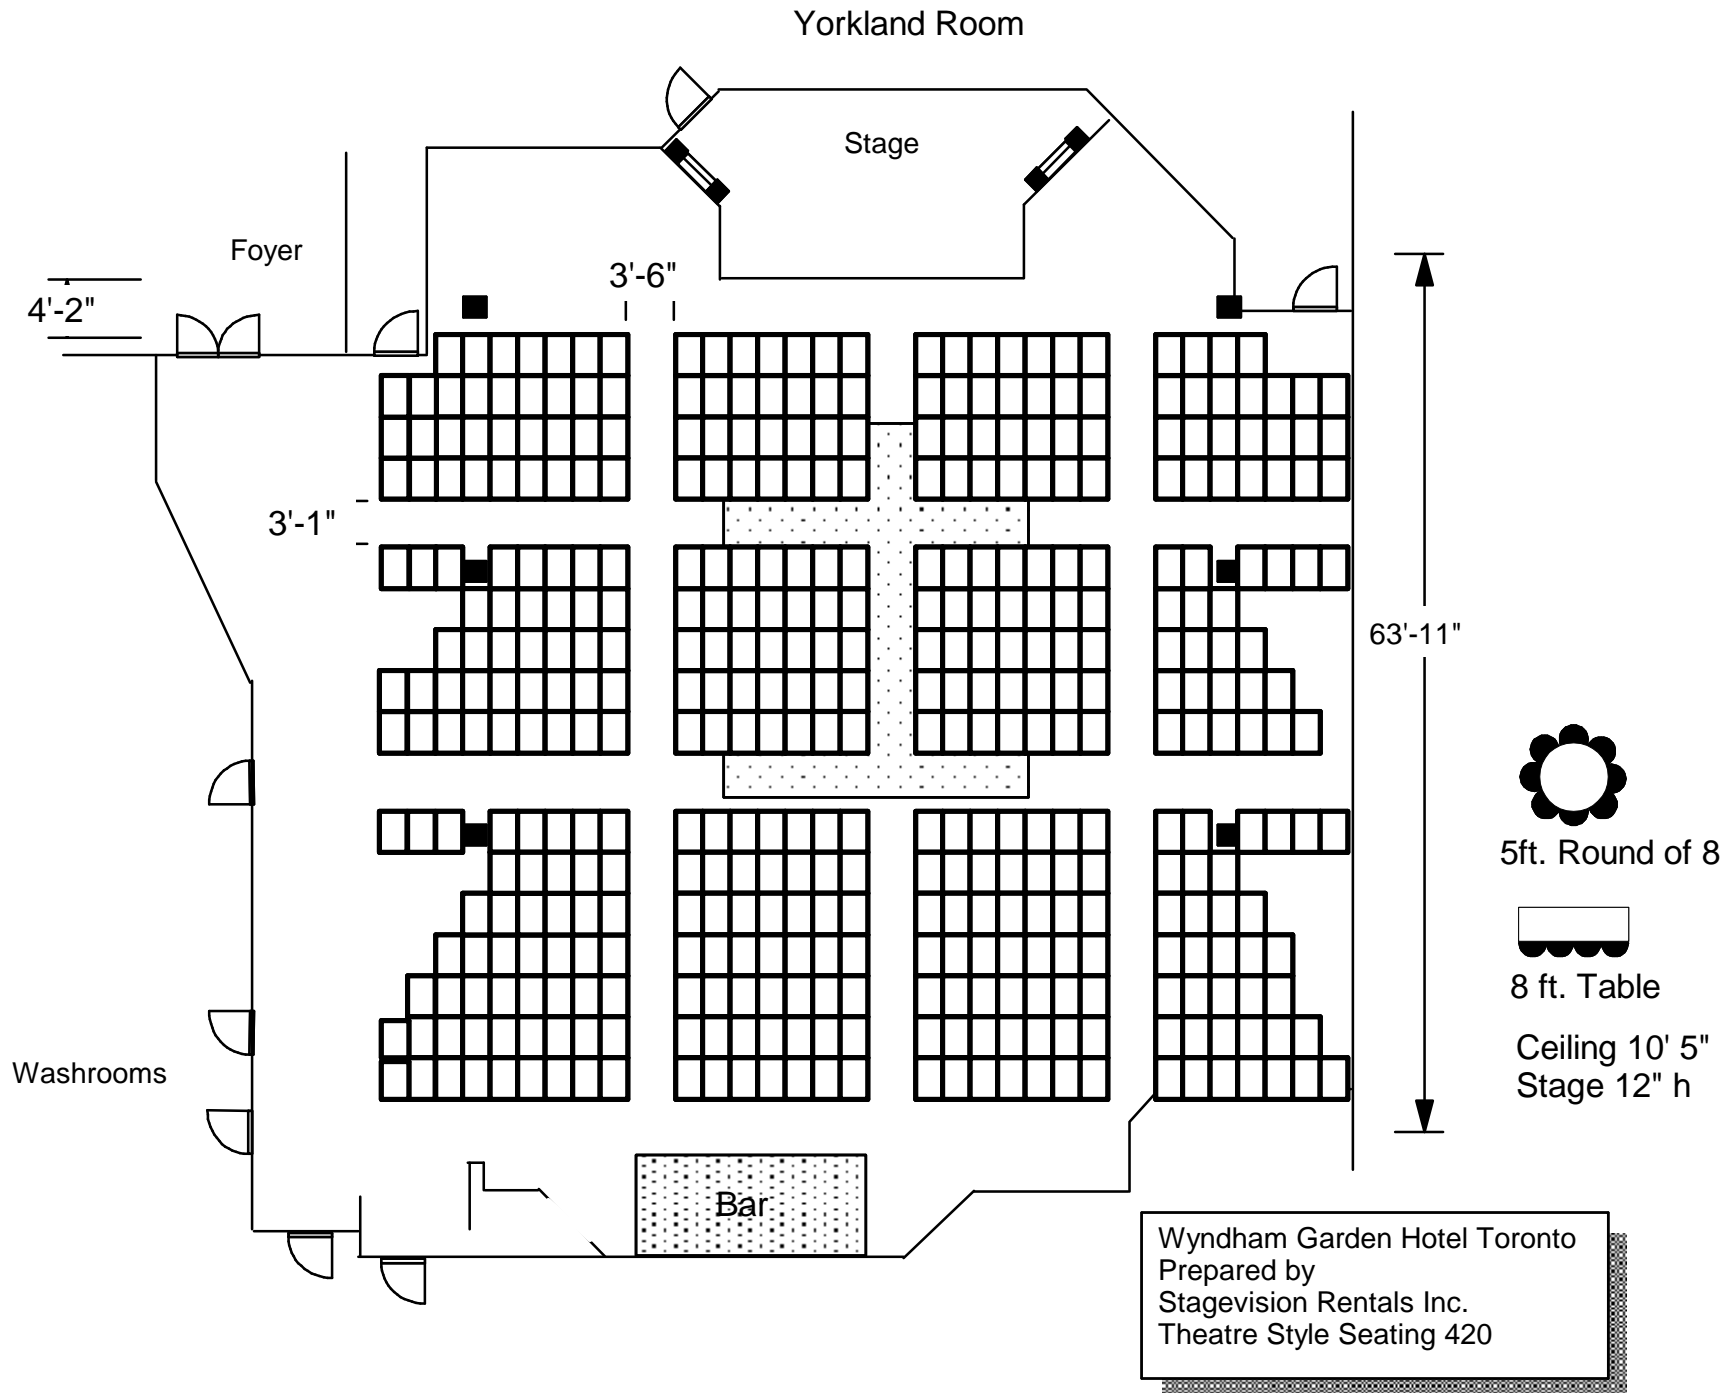 Yorkland Room
Stage
Foyer
3'-6"
4'-2"
3'-1"
63'-11"
5ft. Round of 8
8 ft. Table
Ceiling 10' 5"
Stage 12" h
Washrooms
Bar
Wyndham Garden Hotel Toronto
Prepared by
Stagevision Rentals Inc.
Theatre Style Seating 420